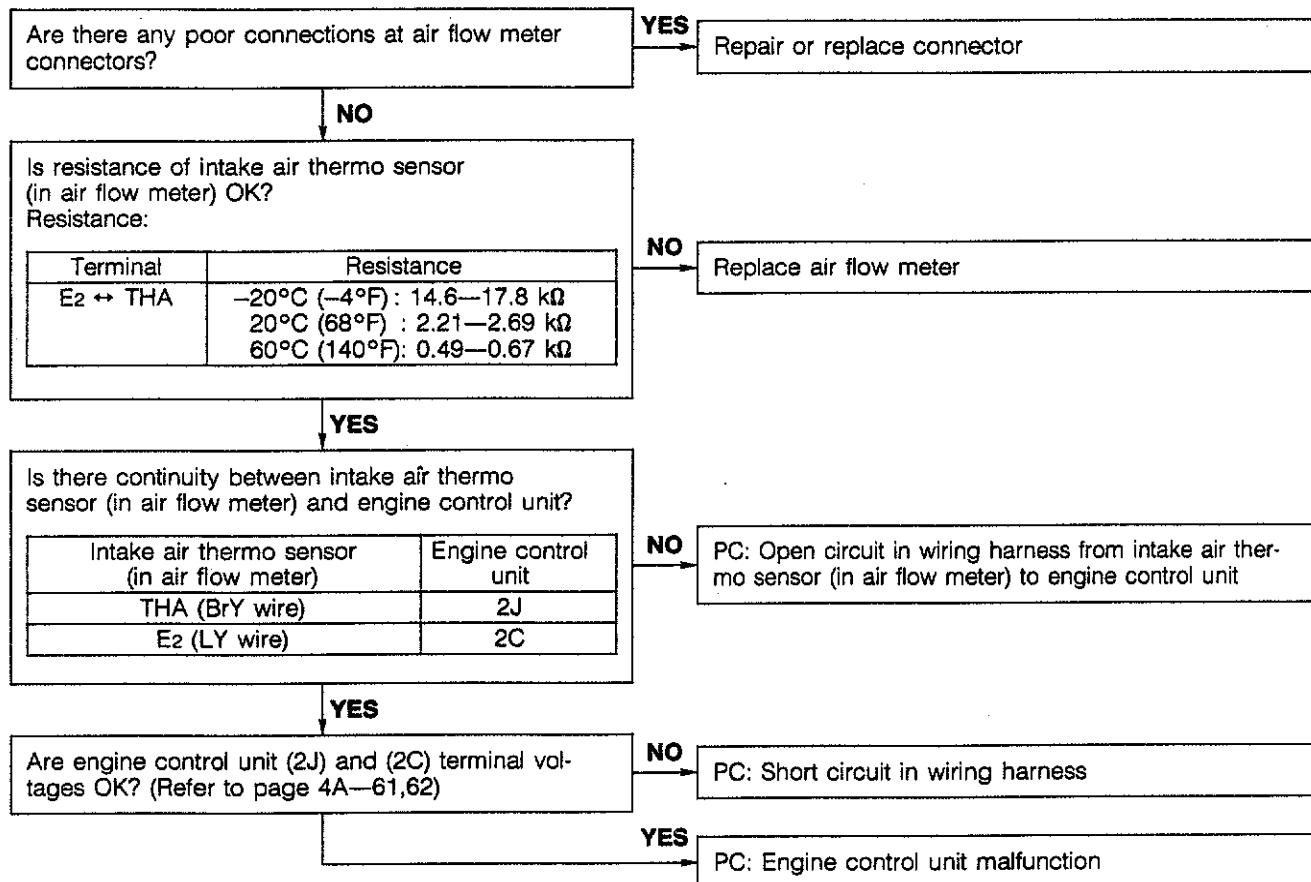 Are there any poor connections at air flow meter
connectors?
YES
Repair or replace connector
NO
Is resistance of intake air thermo sensor
(in air flow meter) OK?
Resistance:
Terminal Resistance
E2 ↔ THA –20°C (–4°F) : 14.6—17.8 kΩ
20°C (68°F) : 2.21—2.69 kΩ
60°C (140°F): 0.49—0.67 kΩ
NO
Replace air flow meter
YES
Is there continuity between intake air thermo
sensor (in air flow meter) and engine control unit?
Intake air thermo sensor Engine control
(in air flow meter) unit
THA (BrY wire) 2J
E2 (LY wire) 2C
NO
PC: Open circuit in wiring harness from intake air ther-
mo sensor (in air flow meter) to engine control unit
YES
Are engine control unit (2J) and (2C) terminal vol-
tages OK? (Refer to page 4A—61,62)
NO
PC: Short circuit in wiring harness
YES
PC: Engine control unit malfunction